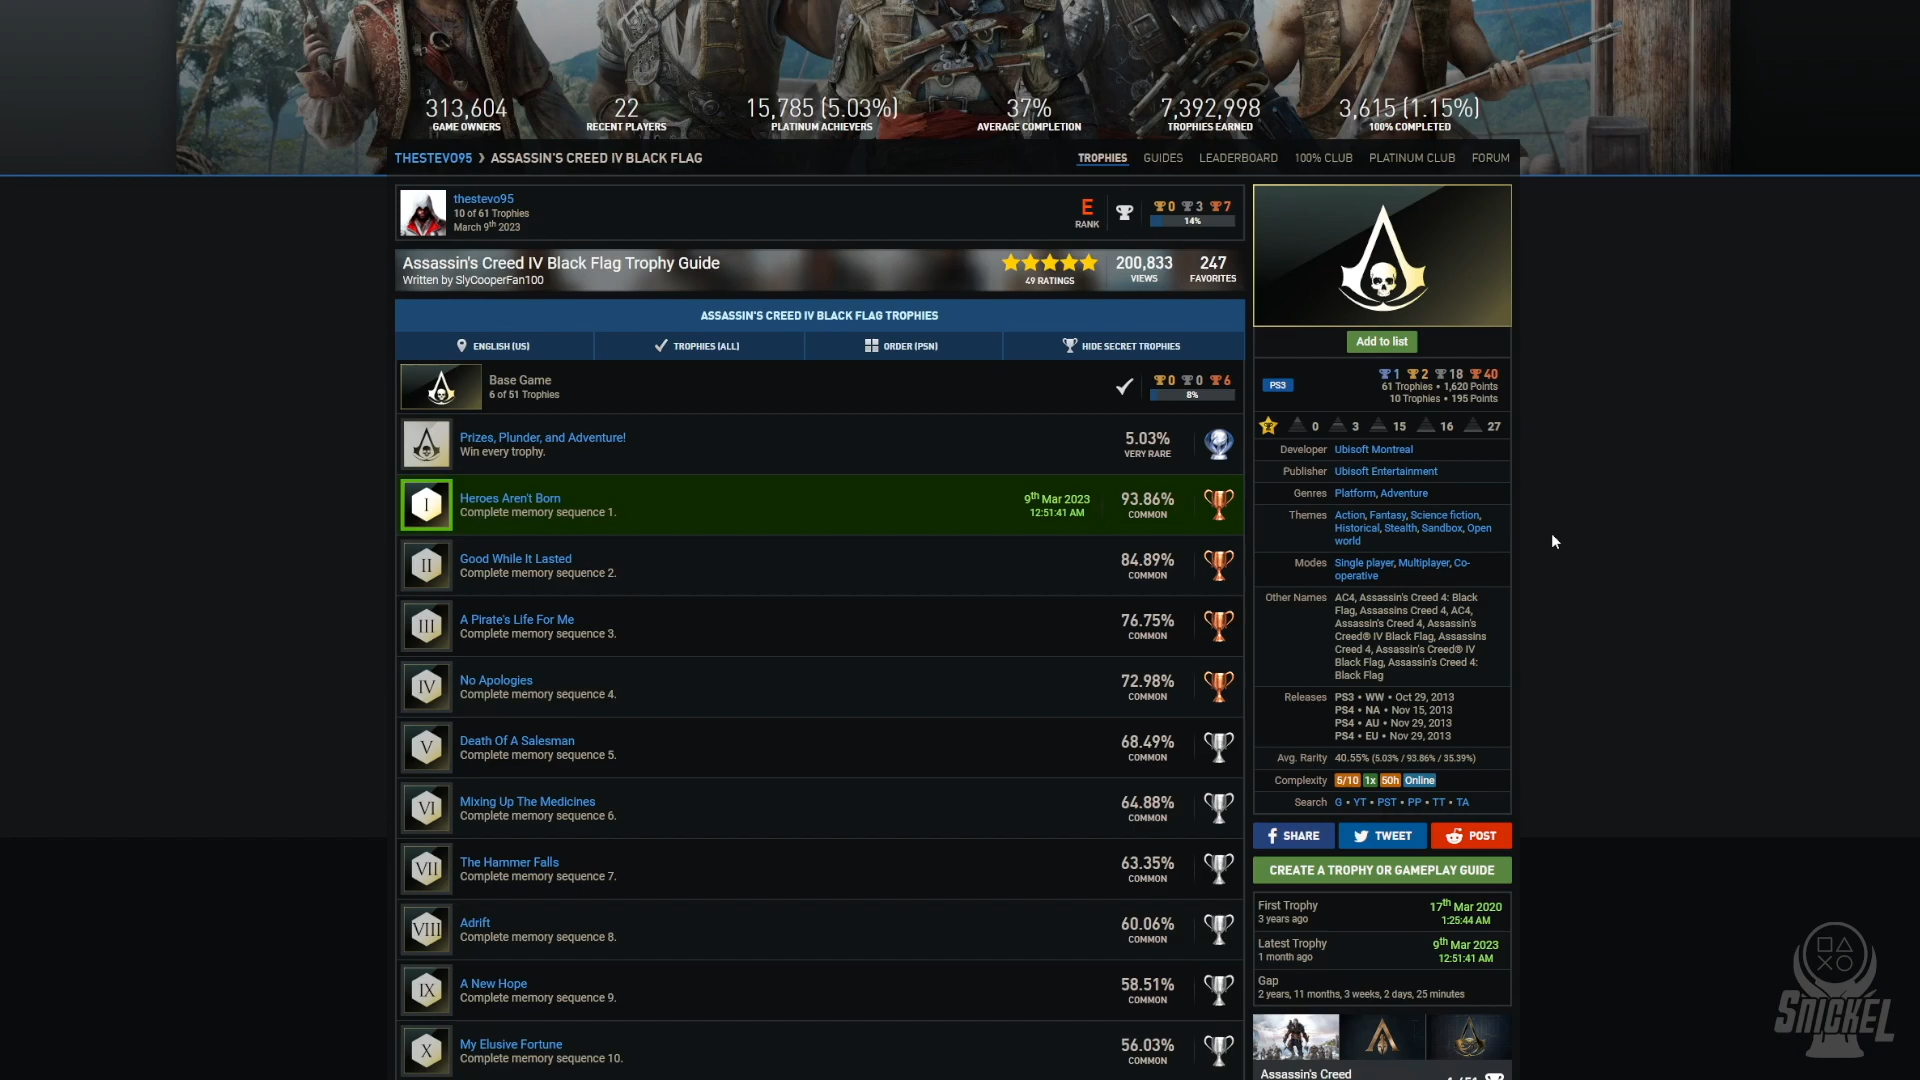 313,604
GAME OWNERS
22
RECENT PLAYERS
15,785 (5.03%)
PLATINUM ACHIEVERS
37%
AVERAGE COMPLETION
7,392,998
TROPHIES EARNED
3,615 (1.15%)
100% COMPLETED
THESTEVO95 › ASSASSIN'S CREED IV BLACK FLAG
TROPHIES GUIDES LEADERBOARD 100% CLUB PLATINUM CLUB FORUM
thestevo95
10 of 61 Trophies
March 9th 2023
E
RANK
0 3 7
14%
Assassin's Creed IV Black Flag Trophy Guide
Written by SlyCooperFan100
49 RATINGS
200,833
VIEWS
247
FAVORITES
ASSASSIN'S CREED IV BLACK FLAG TROPHIES
ENGLISH (US) TROPHIES (ALL) ORDER (PSN) HIDE SECRET TROPHIES
Base Game
6 of 51 Trophies
0 0 6
8%
Prizes, Plunder, and Adventure!
Win every trophy.
5.03%
VERY RARE
I
Heroes Aren't Born
Complete memory sequence 1.
9th Mar 2023
12:51:41 AM
93.86%
COMMON
II
Good While It Lasted
Complete memory sequence 2.
84.89%
COMMON
III
A Pirate's Life For Me
Complete memory sequence 3.
76.75%
COMMON
IV
No Apologies
Complete memory sequence 4.
72.98%
COMMON
V
Death Of A Salesman
Complete memory sequence 5.
68.49%
COMMON
VI
Mixing Up The Medicines
Complete memory sequence 6.
64.88%
COMMON
VII
The Hammer Falls
Complete memory sequence 7.
63.35%
COMMON
VIII
Adrift
Complete memory sequence 8.
60.06%
COMMON
IX
A New Hope
Complete memory sequence 9.
58.51%
COMMON
X
My Elusive Fortune
Complete memory sequence 10.
56.03%
COMMON
Add to list
PS3
1 2 18 40
61 Trophies • 1,620 Points
10 Trophies • 195 Points
0 3 15 16 27
Developer Ubisoft Montreal
Publisher Ubisoft Entertainment
Genres Platform, Adventure
Themes Action, Fantasy, Science fiction,
Historical, Stealth, Sandbox, Open
world
Modes Single player, Multiplayer, Co-
operative
Other Names AC4, Assassin's Creed 4: Black
Flag, Assassins Creed 4, AC4,
Assassin's Creed 4, Assassin's
Creed® IV Black Flag, Assassins
Creed 4, Assassin's Creed® IV
Black Flag, Assassin's Creed 4:
Black Flag
Releases PS3 • WW • Oct 29, 2013
PS4 • NA • Nov 15, 2013
PS4 • AU • Nov 29, 2013
PS4 • EU • Nov 29, 2013
Avg. Rarity 40.55% (5.03% / 93.86% / 35.39%)
Complexity 5/10 1x 50h Online
Search G • YT • PST • PP • TT • TA
SHARE TWEET POST
CREATE A TROPHY OR GAMEPLAY GUIDE
First Trophy
3 years ago
17th Mar 2020
1:25:44 AM
Latest Trophy
1 month ago
9th Mar 2023
12:51:41 AM
Gap
2 years, 11 months, 3 weeks, 2 days, 25 minutes
Assassin's Creed
SNICKEL